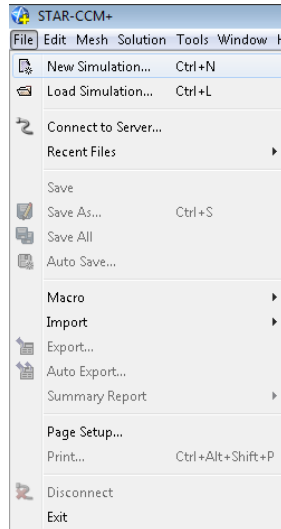 STAR-CCM+
File Edit Mesh Solution Tools Window
New Simulation... Ctrl+N
Load Simulation... Ctrl+L
Connect to Server...
Recent Files
Save
Save As... Ctrl+S
Save All
Auto Save...
Macro
Import
Export...
Auto Export...
Summary Report
Page Setup...
Print... Ctrl+Alt+Shift+P
Disconnect
Exit